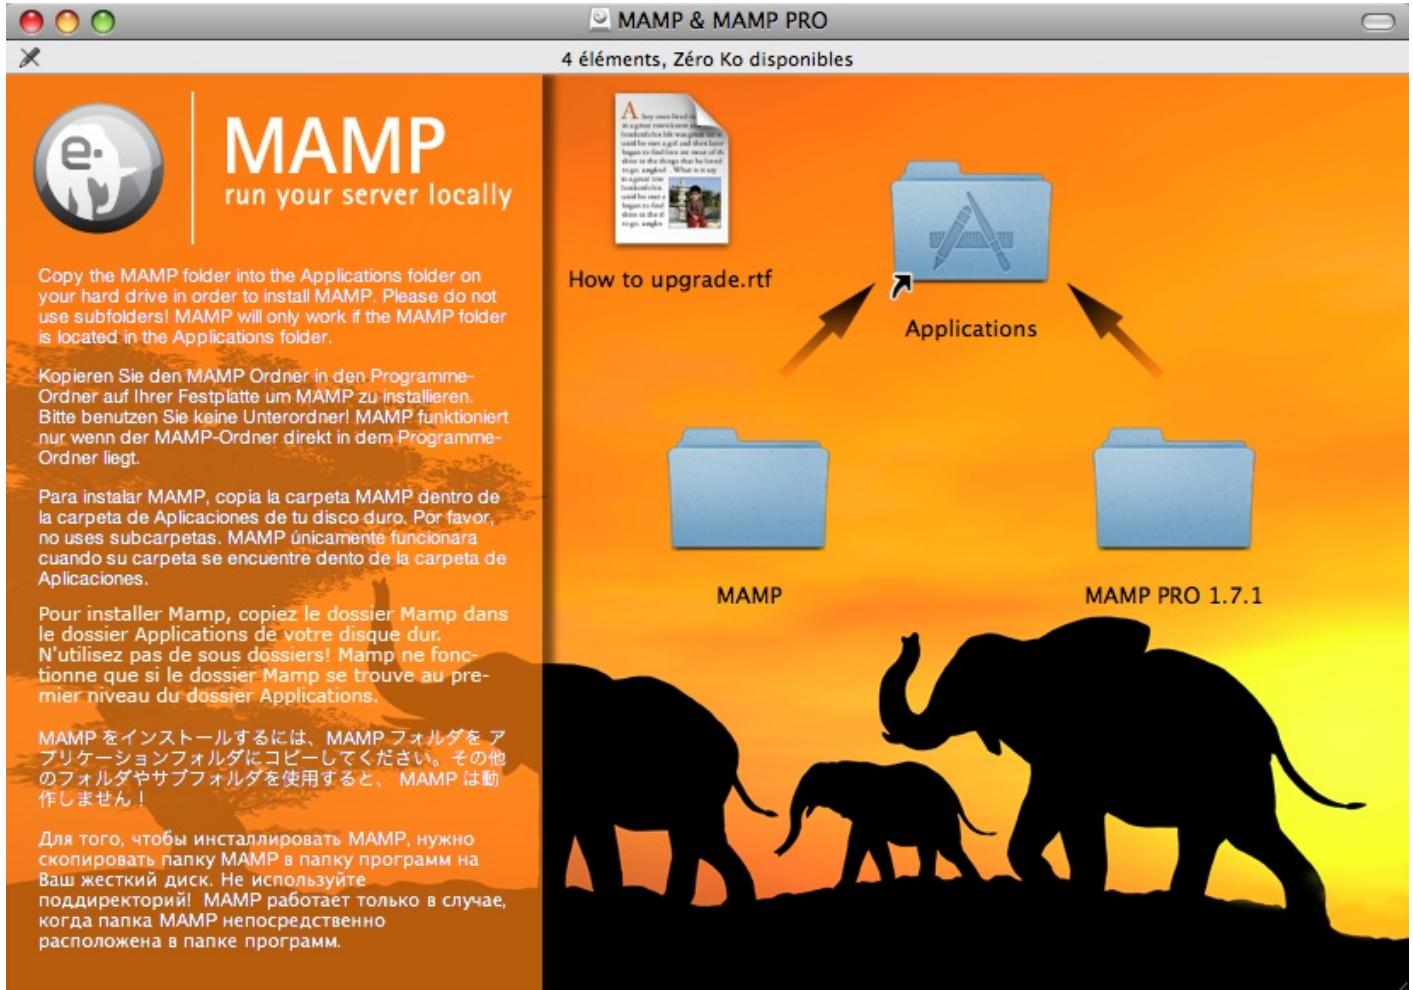 MAMP & MAMP PRO
4 éléments, Zéro Ko disponibles
e.
MAMP
run your server locally
Copy the MAMP folder into the Applications folder on
your hard drive in order to install MAMP. Please do not
use subfolders! MAMP will only work if the MAMP folder
is located in the Applications folder.
Kopieren Sie den MAMP Ordner in den Programme-
Ordner auf Ihrer Festplatte um MAMP zu installieren.
Bitte benutzen Sie keine Unterordner! MAMP funktioniert
nur wenn der MAMP-Ordner direkt in dem Programme-
Ordner liegt.
Para instalar MAMP, copia la carpeta MAMP dentro de
la carpeta de Aplicaciones de tu disco duro. Por favor,
no uses subcarpetas. MAMP únicamente funcionara
cuando su carpeta se encuentre dento de la carpeta de
Aplicaciones.
Pour installer Mamp, copiez le dossier Mamp dans
le dossier Applications de votre disque dur.
N'utilisez pas de sous dossiers! Mamp ne fonc-
tionne que si le dossier Mamp se trouve au pre-
mier niveau du dossier Applications.
MAMP をインストールするには、MAMP フォルダを ア
プリケーションフォルダにコピーしてください。その他
のフォルダやサブフォルダを使用すると、 MAMP は動
作しません！
Для того, чтобы инсталлировать MAMP, нужно
скопировать папку MAMP в папку программ на
Ваш жесткий диск. Не используйте
поддиректорий! MAMP работает только в случае,
когда папка MAMP непосредственно
расположена в папке программ.
How to upgrade.rtf
Applications
MAMP
MAMP PRO 1.7.1